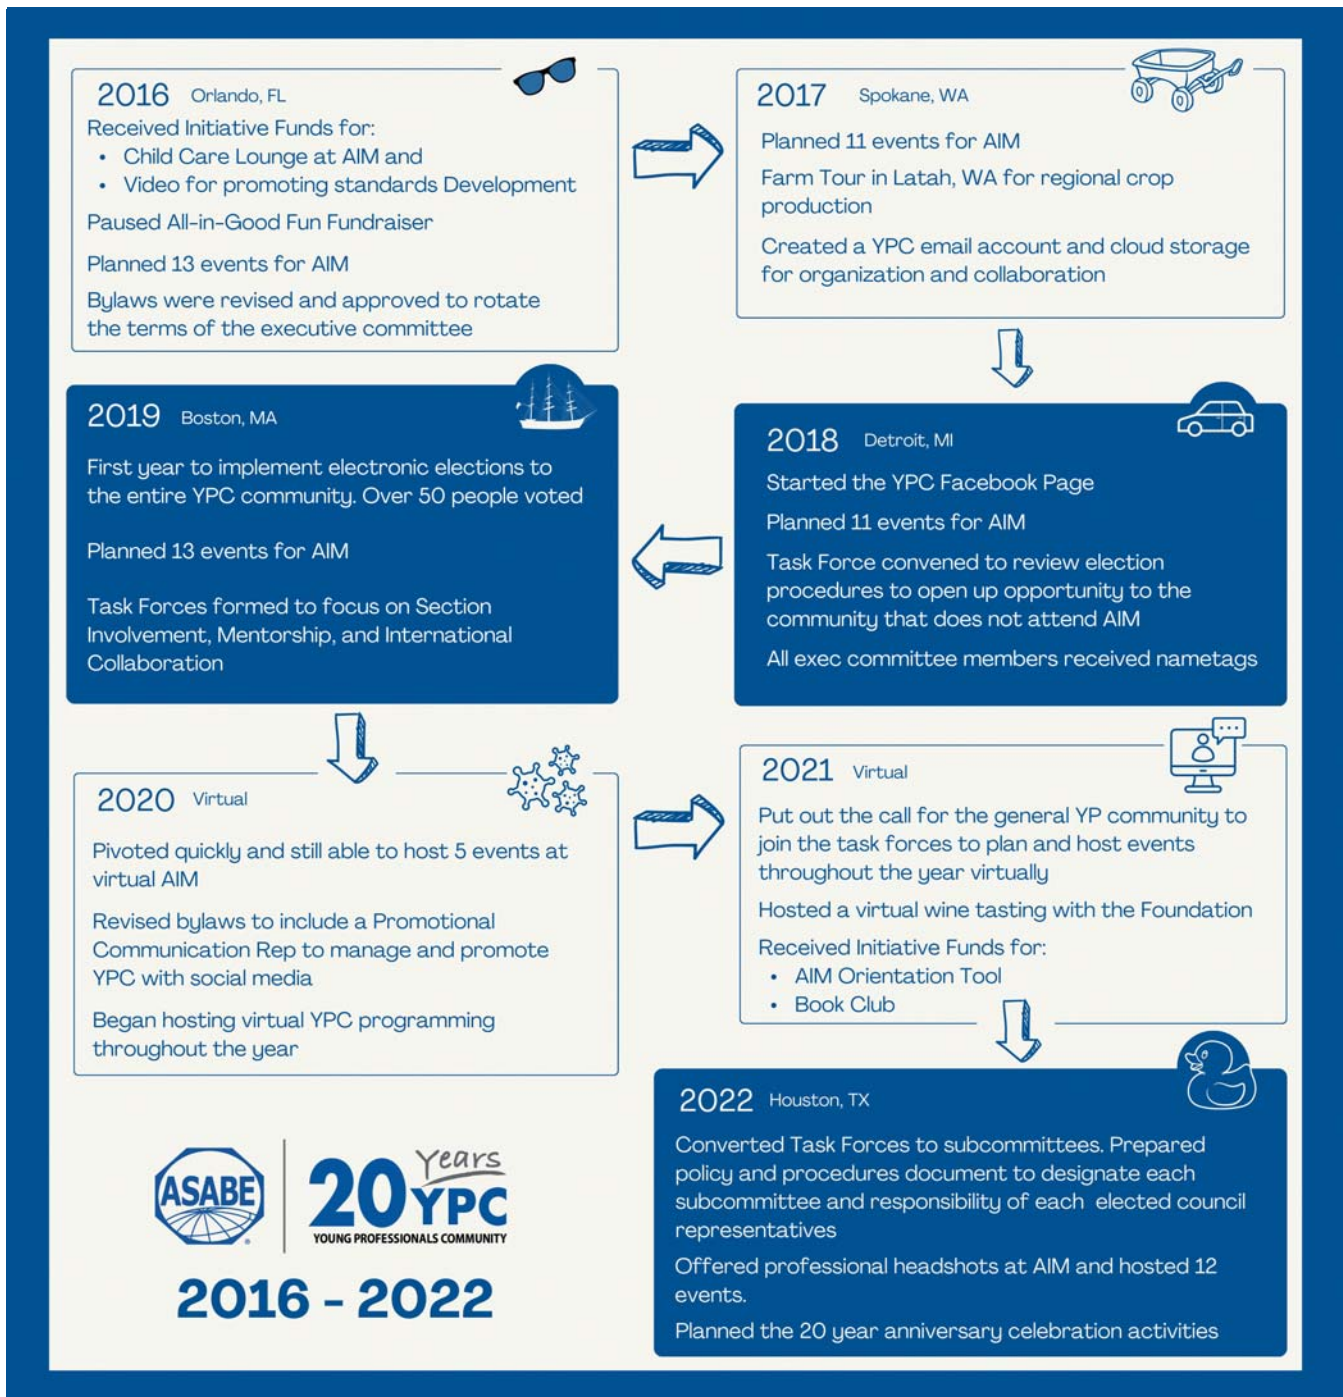 2016 Orlando, FL
Received Initiative Funds for:
• Child Care Lounge at AIM and
• Video for promoting standards Development
Paused All-in-Good Fun Fundraiser
Planned 13 events for AIM
Bylaws were revised and approved to rotate
the terms of the executive committee
2017 Spokane, WA
Planned 11 events for AIM
Farm Tour in Latah, WA for regional crop
production
Created a YPC email account and cloud storage
for organization and collaboration
2018 Detroit, MI
Started the YPC Facebook Page
Planned 11 events for AIM
Task Force convened to review election
procedures to open up opportunity to the
community that does not attend AIM
All exec committee members received nametags
2019 Boston, MA
First year to implement electronic elections to
the entire YPC community. Over 50 people voted
Planned 13 events for AIM
Task Forces formed to focus on Section
Involvement, Mentorship, and International
Collaboration
2020 Virtual
Pivoted quickly and still able to host 5 events at
virtual AIM
Revised bylaws to include a Promotional
Communication Rep to manage and promote
YPC with social media
Began hosting virtual YPC programming
throughout the year
2021 Virtual
Put out the call for the general YP community to
join the task forces to plan and host events
throughout the year virtually
Hosted a virtual wine tasting with the Foundation
Received Initiative Funds for:
• AIM Orientation Tool
• Book Club
2022 Houston, TX
Converted Task Forces to subcommittees. Prepared
policy and procedures document to designate each
subcommittee and responsibility of each elected council
representatives
Offered professional headshots at AIM and hosted 12
events.
Planned the 20 year anniversary celebration activities
ASABE
®
20 Years
YPC
YOUNG PROFESSIONALS COMMUNITY
2016 - 2022